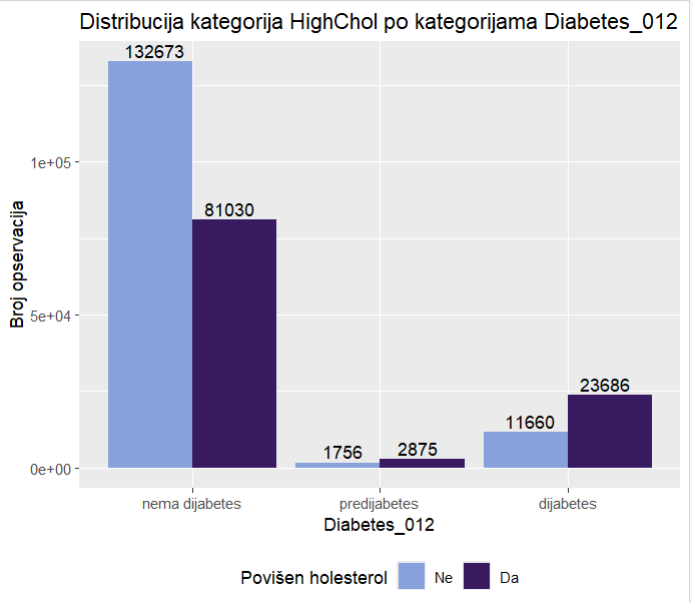 Distribucija kategorija HighChol po kategorijama Diabetes_012
132673
81030
1756
2875
11660
23686
1e+05
5e+04
0e+00
Broj opservacija
nema dijabetes predijabetes dijabetes
Diabetes_012
Povišen holesterol Ne Da